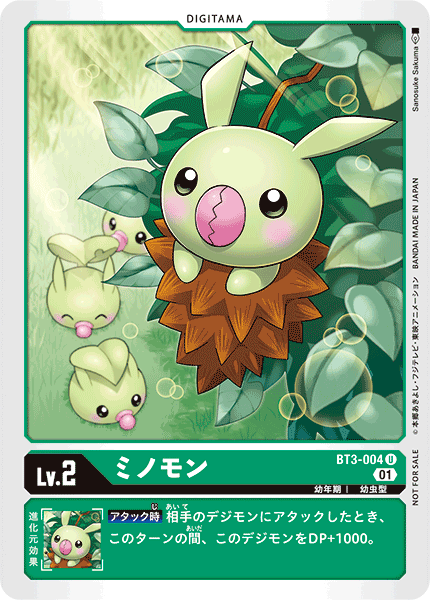 DIGITAMA
Sanosuke Sakuma
BANDAI MADE IN JAPAN
© 本郷あきよし・フジテレビ・東映アニメーション
NOT FOR SALE
BT3-004 U
Lv.2
ミノモン
01
幼年期Ⅰ 幼虫型
進化元効果
アタック時 相手のデジモンにアタックしたとき、
このターンの間、このデジモンをDP+1000。